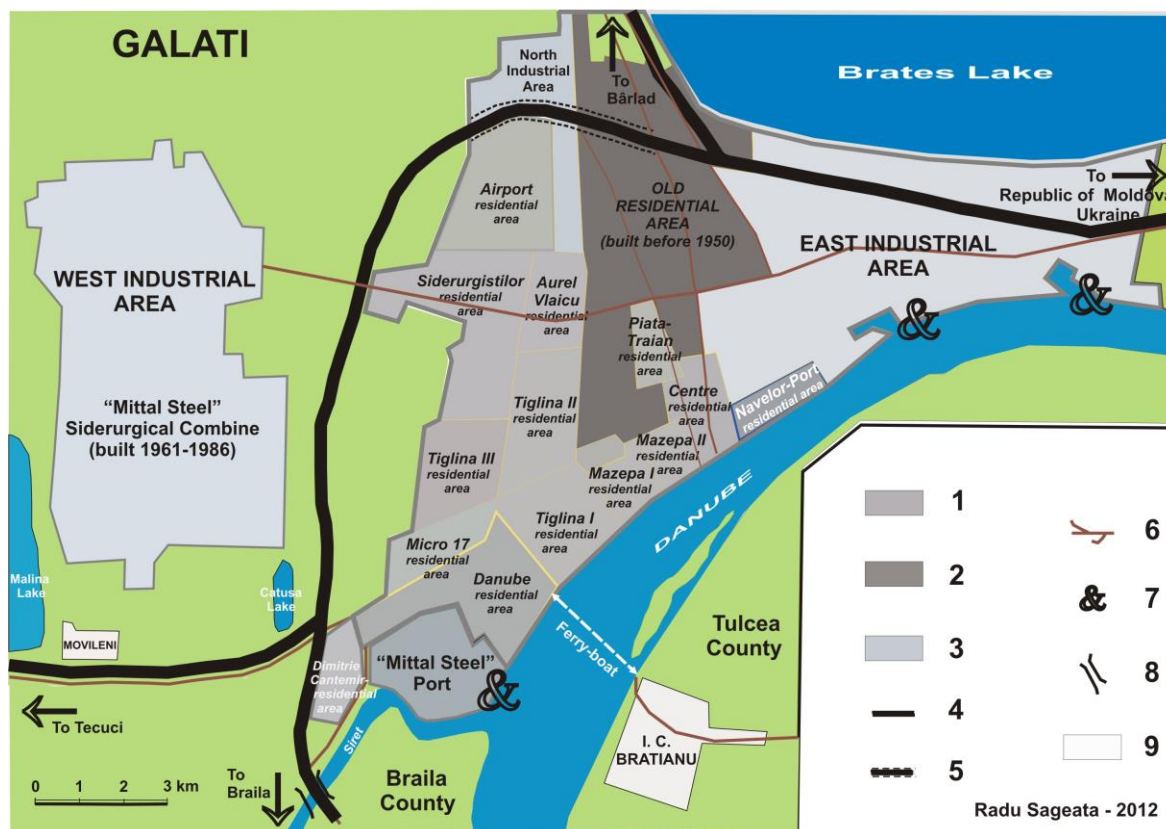 GALATI
North
Industrial
Area
To
Bârlad
Brates Lake
To
Republic of Moldova
Ukraine
Airport
residential
area
OLD
RESIDENTIAL
AREA
(built before 1950)
EAST INDUSTRIAL
AREA
WEST INDUSTRIAL
AREA
Siderurgistilor
residential
area
Aurel
Vlaicu
residential
area
&
&
Piata-
Traian
residential
area
“Mittal Steel”
Siderurgical Combine
(built 1961-1986)
Tiglina II
residential
area
Centre
residential
area
Navelor-Port
residential area
Tiglina III
residential
area
Mazepa II
residential
area
Mazepa I
residential
area
DANUBE
Tiglina I
residential
area
Micro 17
residential
area
Danube
residential
area
Malina
Lake
Catusa
Lake
MOVILENI
Ferry-boat
Tulcea
County
Dimitrie
Cantemir-
residential
area
“Mittal Steel”
Port
&
To Tecuci
Siret
I. C.
BRATIANU
To
Braila
Braila
County
0 1 2 3 km
1
2
3
4
5
6
& 7
8
9
Radu Sageata - 2012